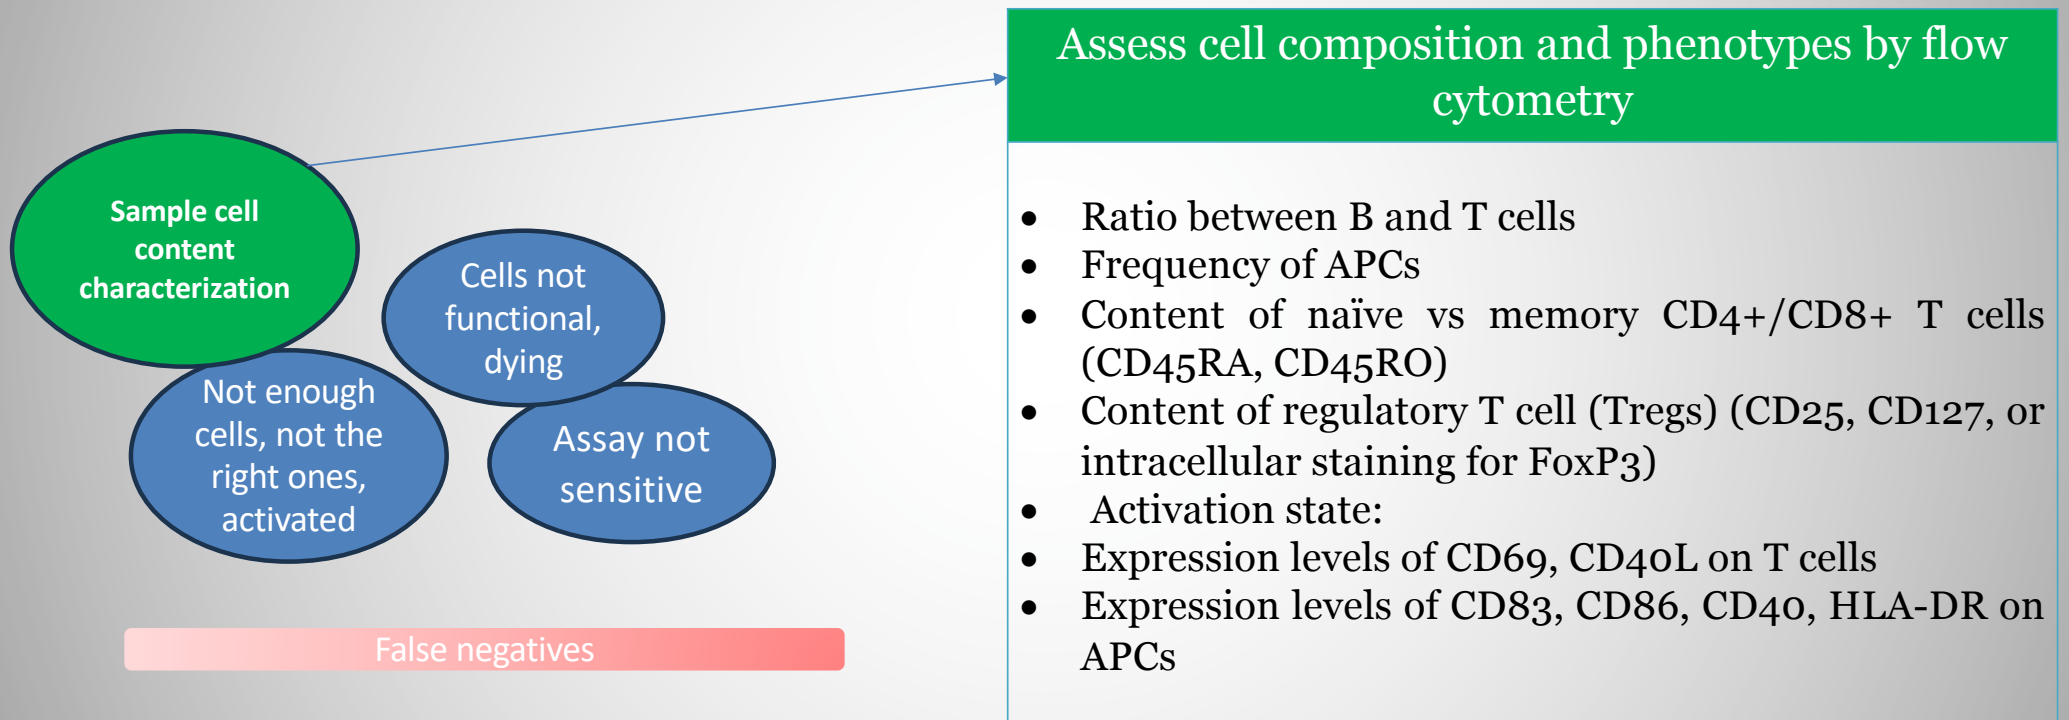 Assess cell composition and phenotypes by flow
cytometry
Sample cell
content
characterization
Cells not
functional,
dying
Not enough
cells, not the
right ones,
activated
Assay not
sensitive
False negatives
• Ratio between B and T cells
• Frequency of APCs
• Content of naïve vs memory CD4+/CD8+ T cells
(CD45RA, CD45RO)
• Content of regulatory T cell (Tregs) (CD25, CD127, or
intracellular staining for FoxP3)
• Activation state:
• Expression levels of CD69, CD40L on T cells
• Expression levels of CD83, CD86, CD40, HLA-DR on
APCs